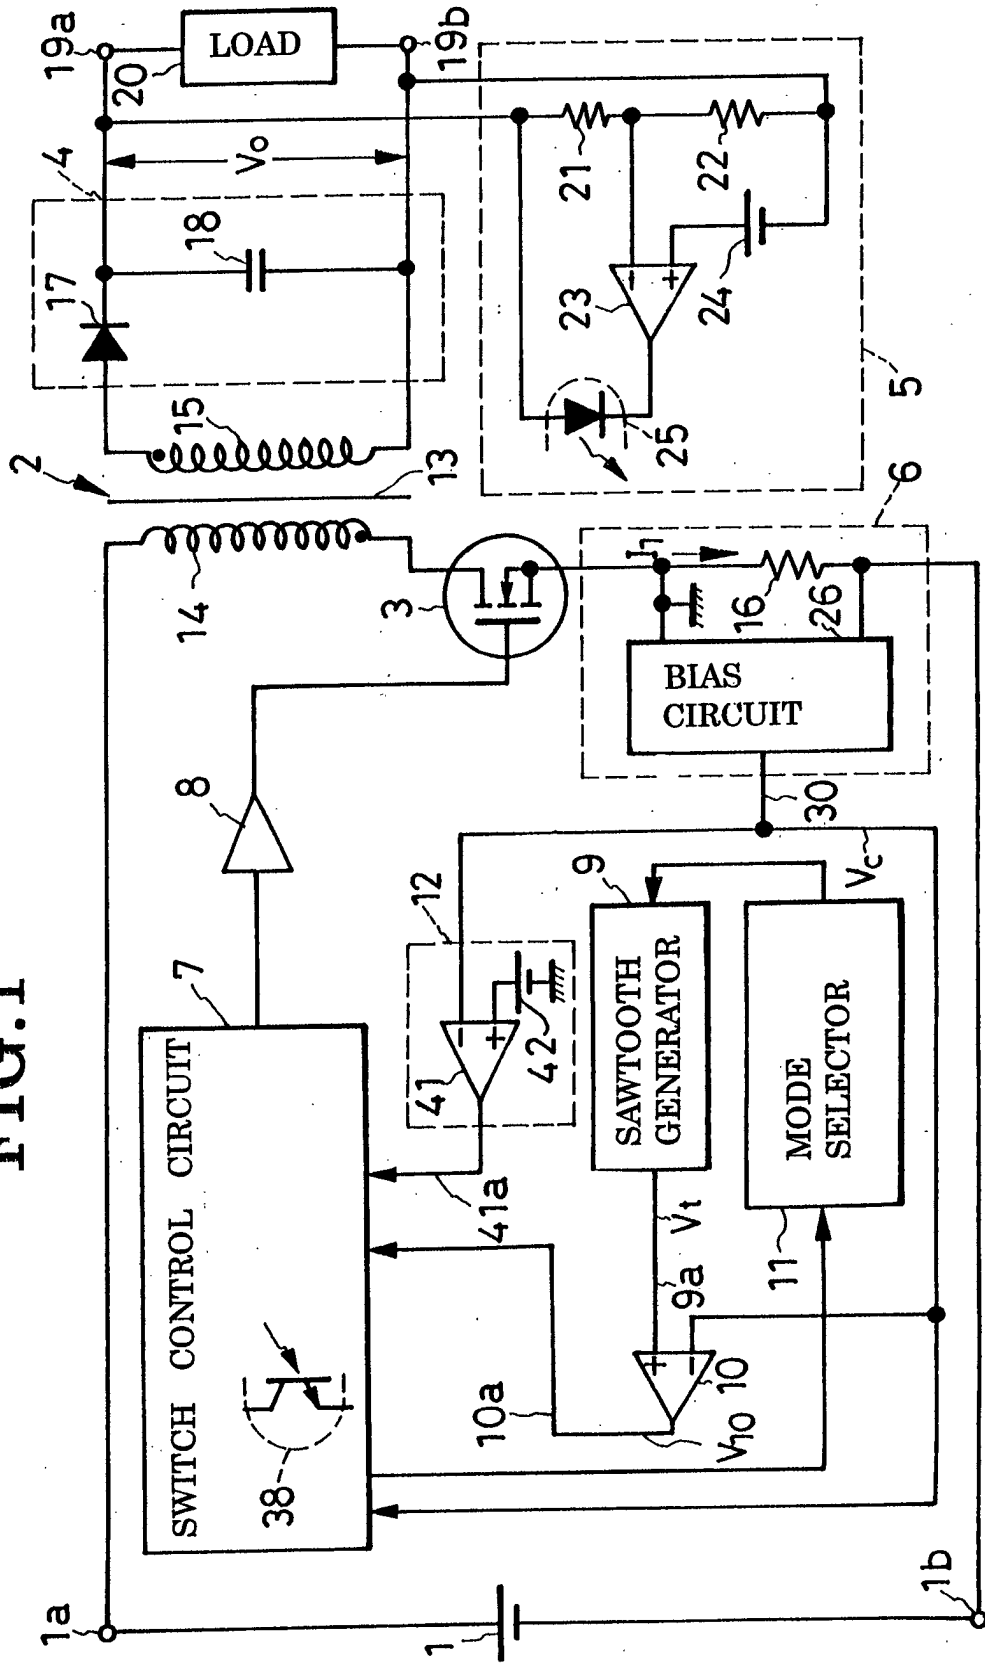 FIG.1
1a
1
1b
SWITCH CONTROL CIRCUIT
7
38
8
10a
V10
10
41a
41
42
12
9a
Vt
SAWTOOTH
GENERATOR
9
MODE
SELECTOR
11
Vc
30
BIAS
CIRCUIT
26
16
I1
6
3
14
2
13
15
17
18
4
Vo
19a
20
LOAD
19b
21
22
23
24
25
5